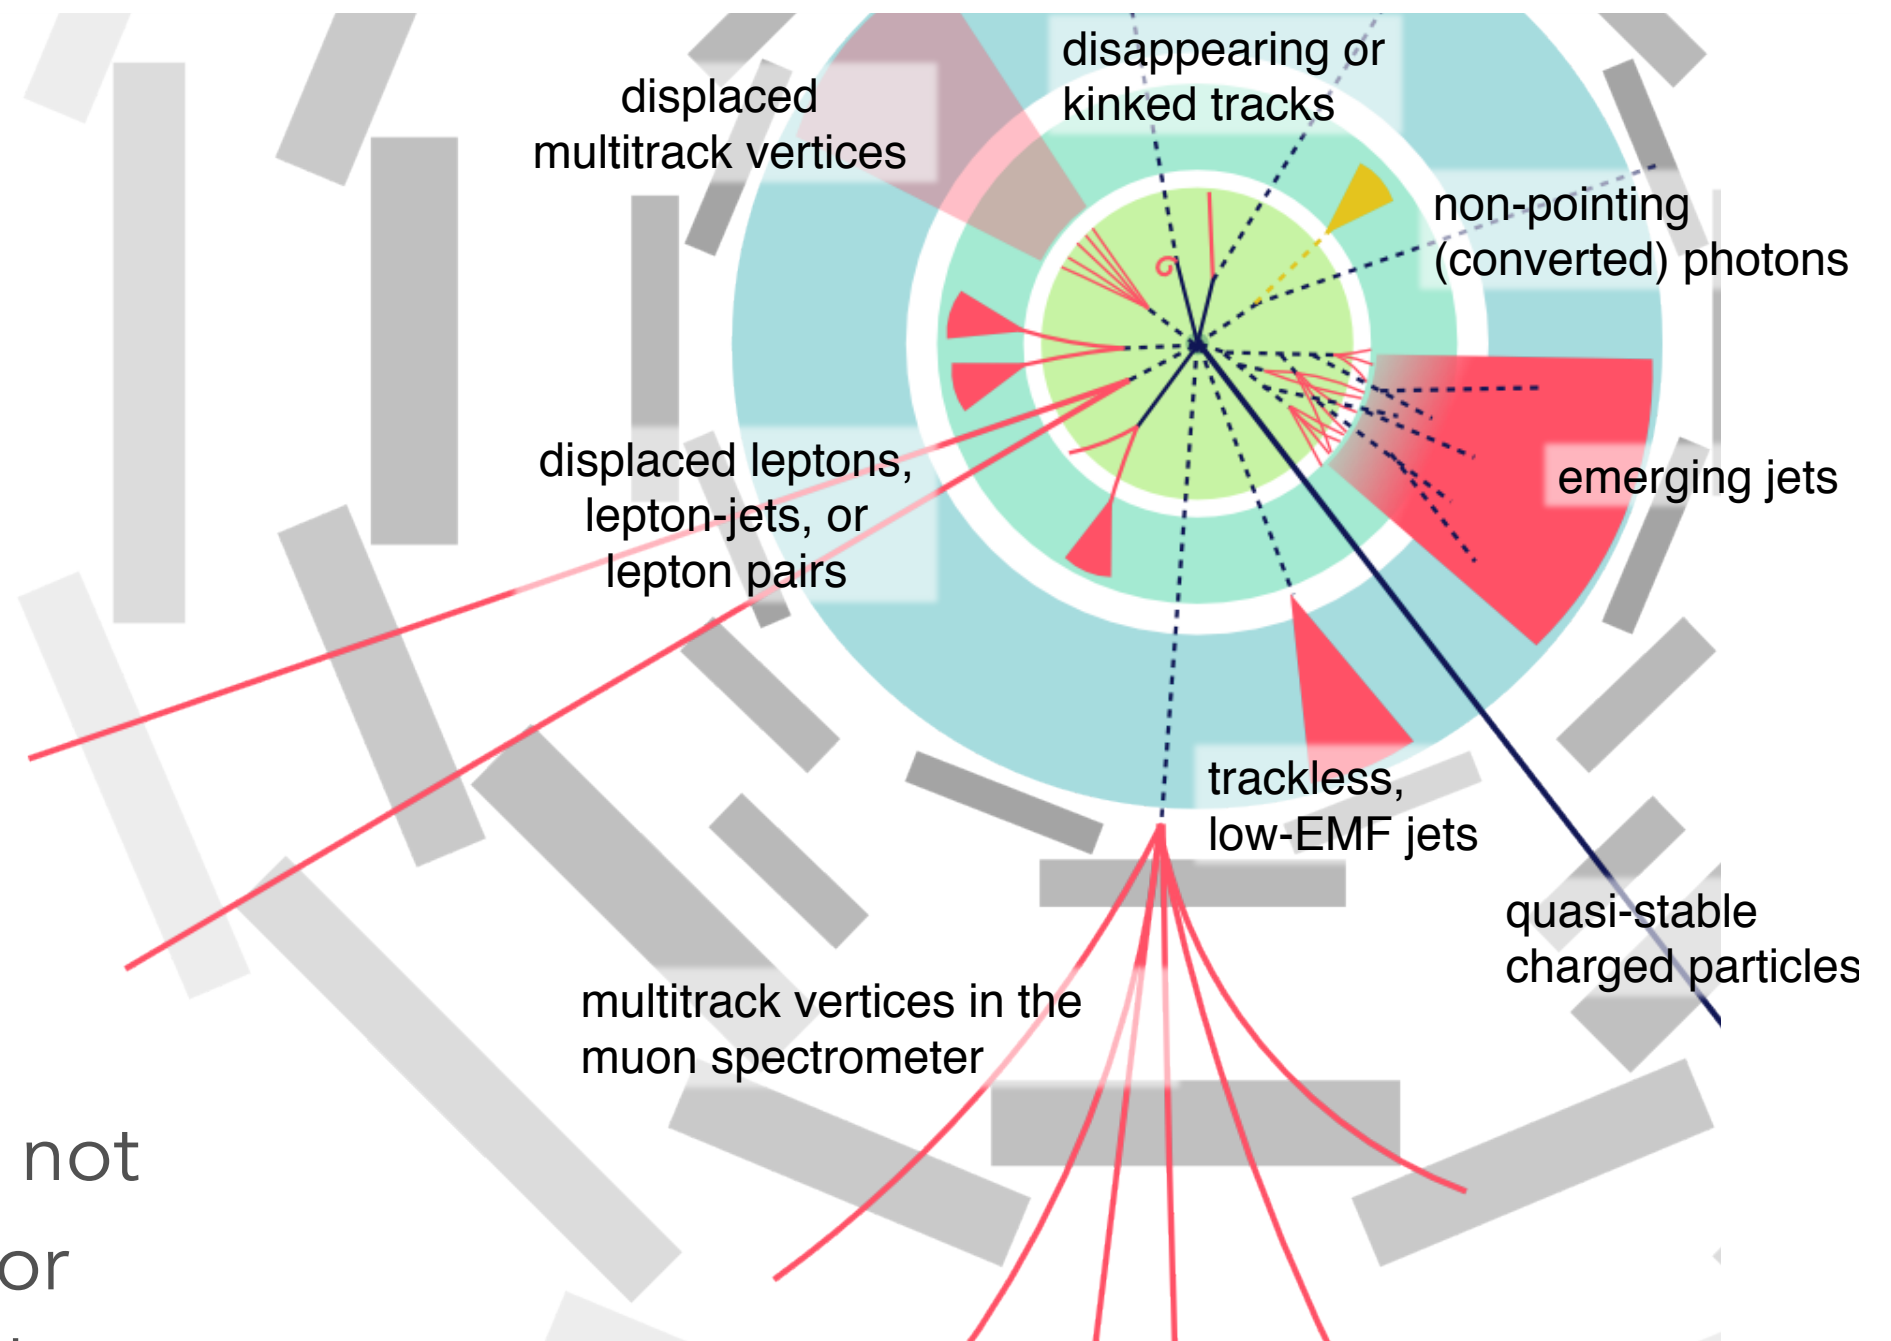 disappearing or
kinked tracks
displaced
multitrack vertices
non-pointing
(converted) photons
displaced leptons,
lepton-jets, or
lepton pairs
emerging jets
trackless,
low-EMF jets
quasi-stable
charged particles
multitrack vertices in the
muon spectrometer
not
or